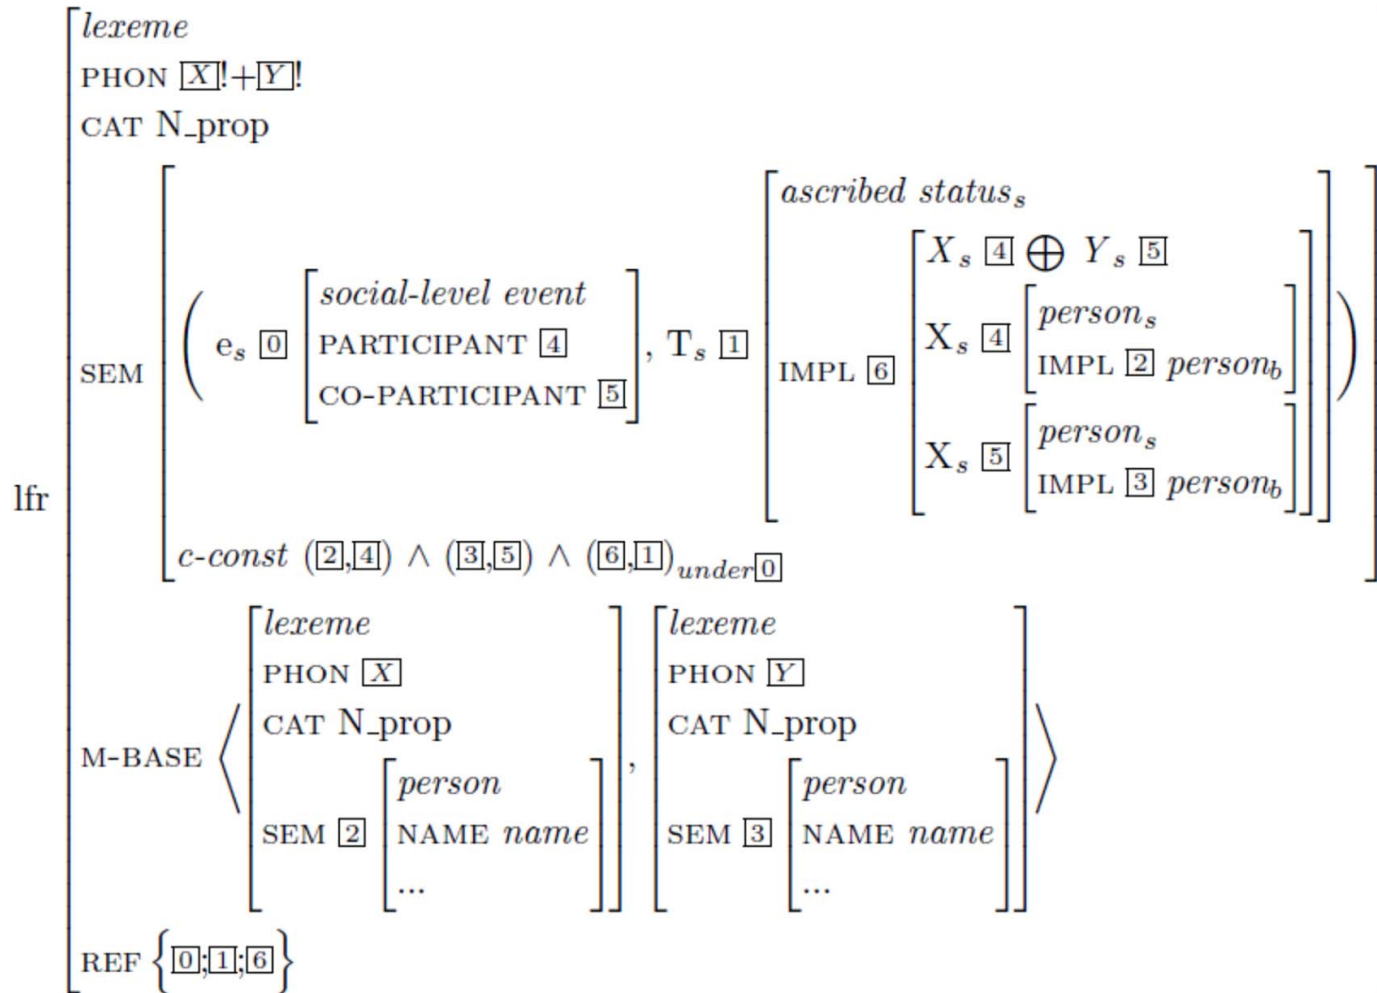 lexeme
PHON [X]!+[Y]!
CAT N_prop
ascribed status_s
X_s [4] ⊕ Y_s [5]
social-level event
person_s
e_s [0] PARTICIPANT [4] , T_s [1] IMPL [6] X_s [4] IMPL [2] person_b
SEM CO-PARTICIPANT [5]
person_s
X_s [5] IMPL [3] person_b
lfr
c-const ([2],[4]) ∧ ([3],[5]) ∧ ([6],[1])_under[0]
lexeme lexeme
PHON [X] PHON [Y]
CAT N_prop CAT N_prop
M-BASE ⟨ , ⟩
person person
SEM [2] NAME name SEM [3] NAME name
... ...
REF {[0];[1];[6]}